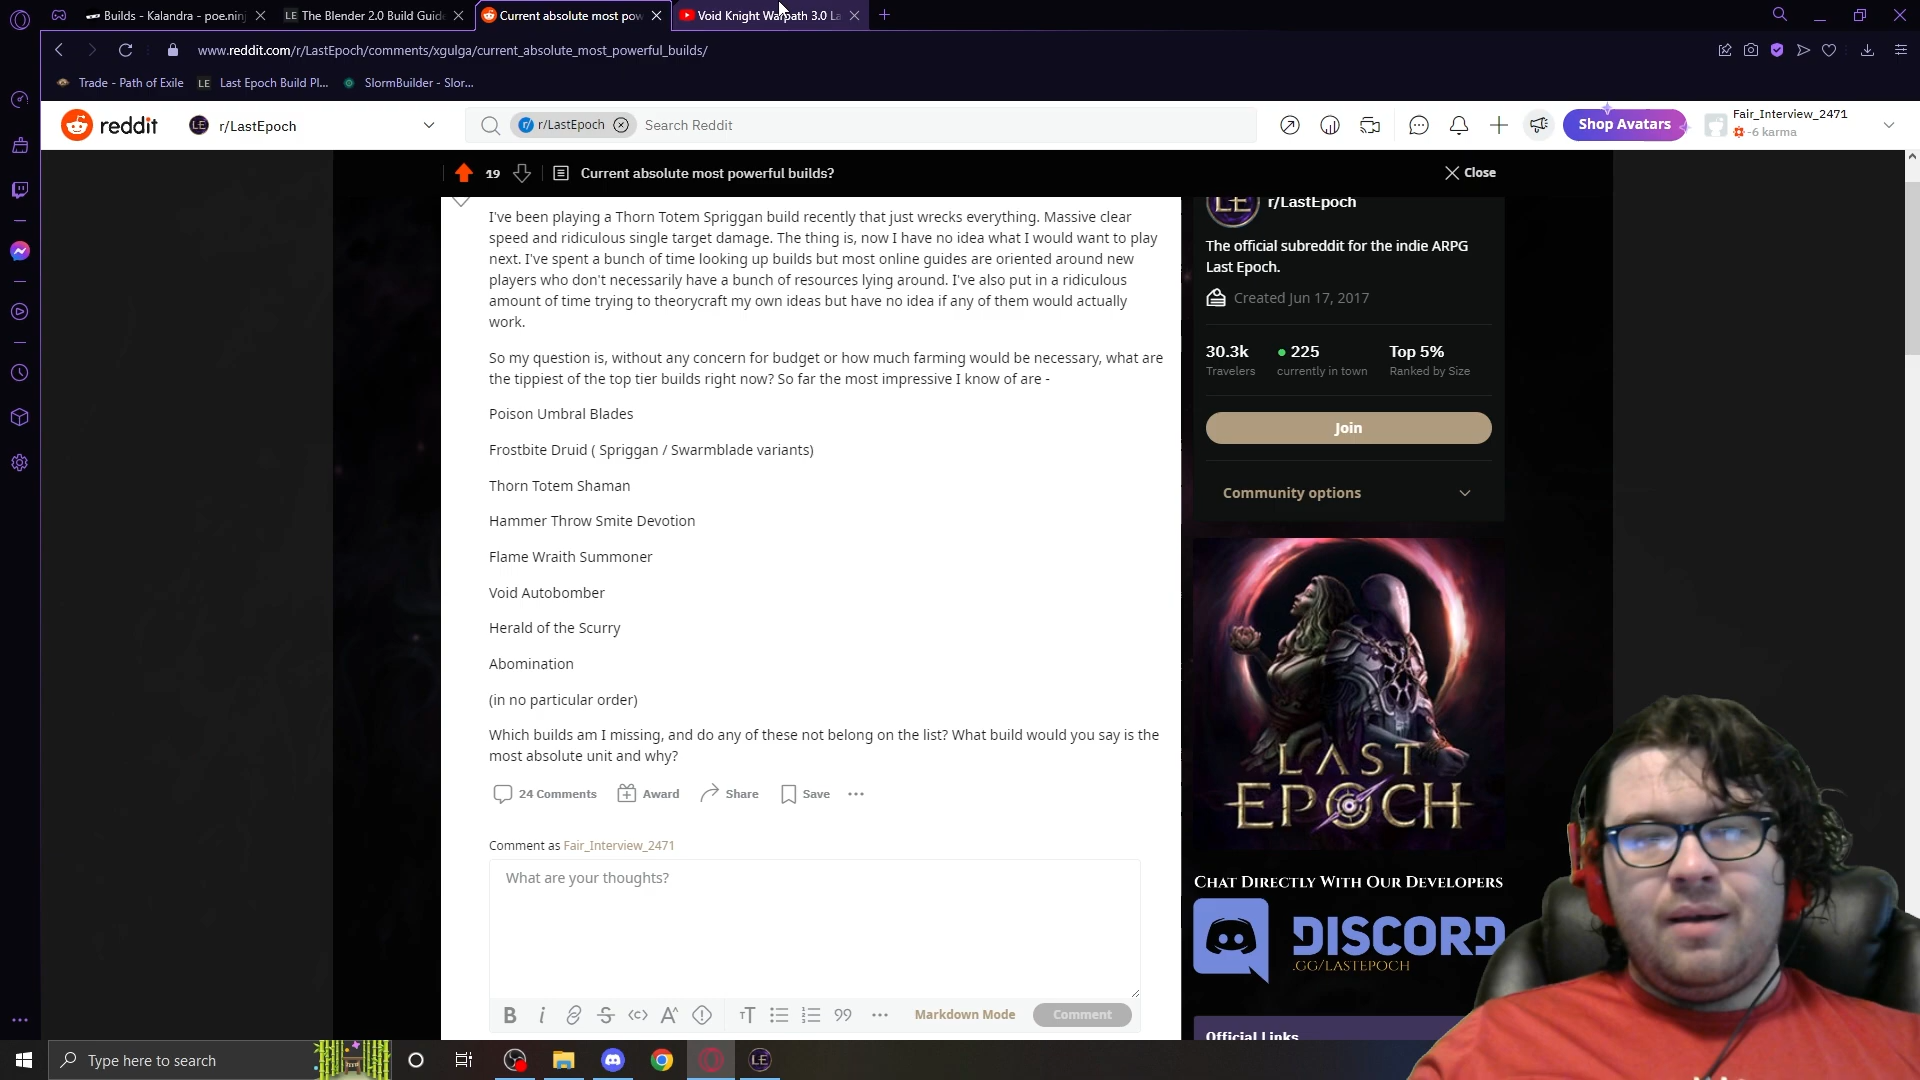 Builds - Kalandra - poe.nin
LE The Blender 2.0 Build Guid
Current absolute most pow
Void Knight Warpath 3.0 La
www.reddit.com/r/LastEpoch/comments/xgulga/current_absolute_most_powerful_builds/
Trade - Path of Exile
LE Last Epoch Build Pl...
SlormBuilder - Slor...
reddit
LE r/LastEpoch
r/ r/LastEpoch
Search Reddit
Shop Avatars
Fair_Interview_2471
-6 karma
19
Current absolute most powerful builds?
Close
I've been playing a Thorn Totem Spriggan build recently that just wrecks everything. Massive clear
speed and ridiculous single target damage. The thing is, now I have no idea what I would want to play
next. I've spent a bunch of time looking up builds but most online guides are oriented around new
players who don't necessarily have a bunch of resources lying around. I've also put in a ridiculous
amount of time trying to theorycraft my own ideas but have no idea if any of them would actually
work.
So my question is, without any concern for budget or how much farming would be necessary, what are
the tippiest of the top tier builds right now? So far the most impressive I know of are -
Poison Umbral Blades
Frostbite Druid ( Spriggan / Swarmblade variants)
Thorn Totem Shaman
Hammer Throw Smite Devotion
Flame Wraith Summoner
Void Autobomber
Herald of the Scurry
Abomination
(in no particular order)
Which builds am I missing, and do any of these not belong on the list? What build would you say is the
most absolute unit and why?
24 Comments
Award
Share
Save
Comment as Fair_Interview_2471
What are your thoughts?
B
i
Markdown Mode
Comment
LE
r/LastEpoch
The official subreddit for the indie ARPG
Last Epoch.
Created Jun 17, 2017
30.3k
225
Top 5%
Travelers
currently in town
Ranked by Size
Join
Community options
LAST
EPOCH
CHAT DIRECTLY WITH OUR DEVELOPERS
DISCORD
.GG/LASTEPOCH
Official Links
Type here to search
LE